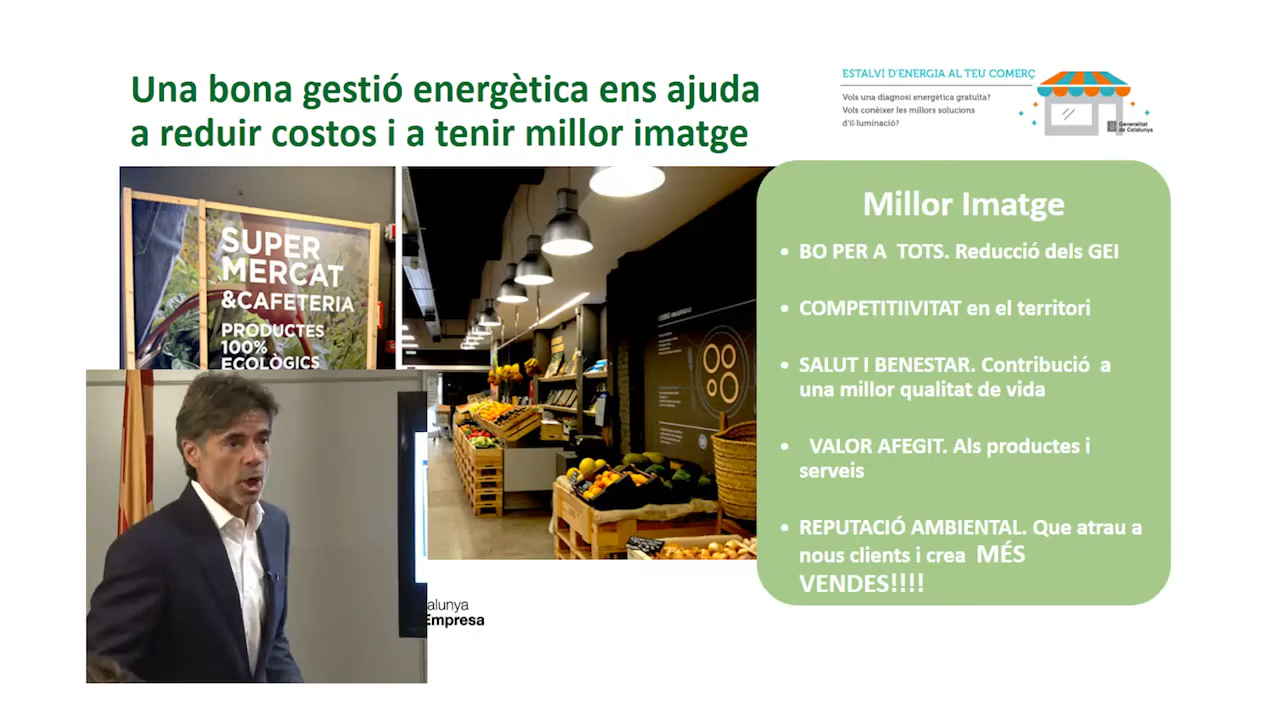 Una bona gestió energètica ens ajuda
a reduir costos i a tenir millor imatge
ESTALVI D'ENERGIA AL TEU COMERÇ
Vols una diagnosi energètica gratuïta?
Vols conèixer les millors solucions
d'il·luminació?
Generalitat
de Catalunya
SUPER
MERCAT
&CAFETERIA
PRODUCTES
100%
ECOLÒGICS
Millor Imatge
• BO PER A TOTS. Reducció dels GEI
• COMPETITIIVITAT en el territori
• SALUT I BENESTAR. Contribució a
una millor qualitat de vida
• VALOR AFEGIT. Als productes i
serveis
• REPUTACIÓ AMBIENTAL. Que atrau a
nous clients i crea MÉS
VENDES!!!!
alunya
Empresa